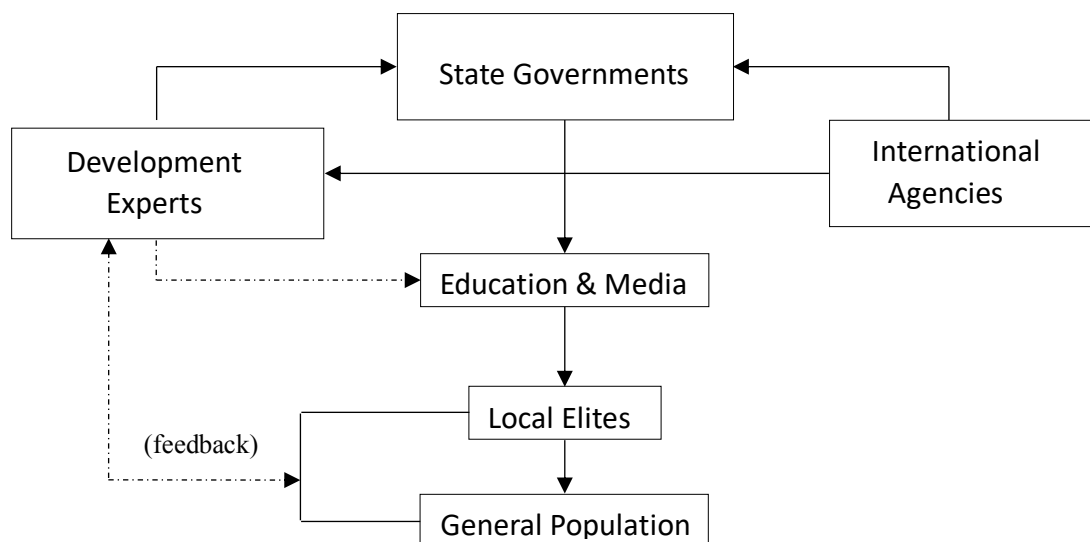 State Governments
Development
Experts
International
Agencies
Education & Media
Local Elites
(feedback)
General Population